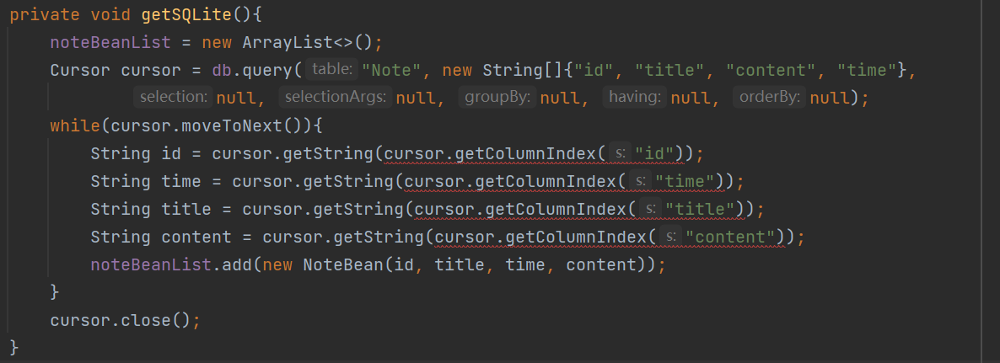 private void getSQLite(){
    noteBeanList = new ArrayList<>();
    Cursor cursor = db.query( table: "Note", new String[]{"id", "title", "content", "time"},
            selection: null, selectionArgs: null, groupBy: null, having: null, orderBy: null);
    while(cursor.moveToNext()){
        String id = cursor.getString(cursor.getColumnIndex( s: "id"));
        String time = cursor.getString(cursor.getColumnIndex( s: "time"));
        String title = cursor.getString(cursor.getColumnIndex( s: "title"));
        String content = cursor.getString(cursor.getColumnIndex( s: "content"));
        noteBeanList.add(new NoteBean(id, title, time, content));
    }
    cursor.close();
}